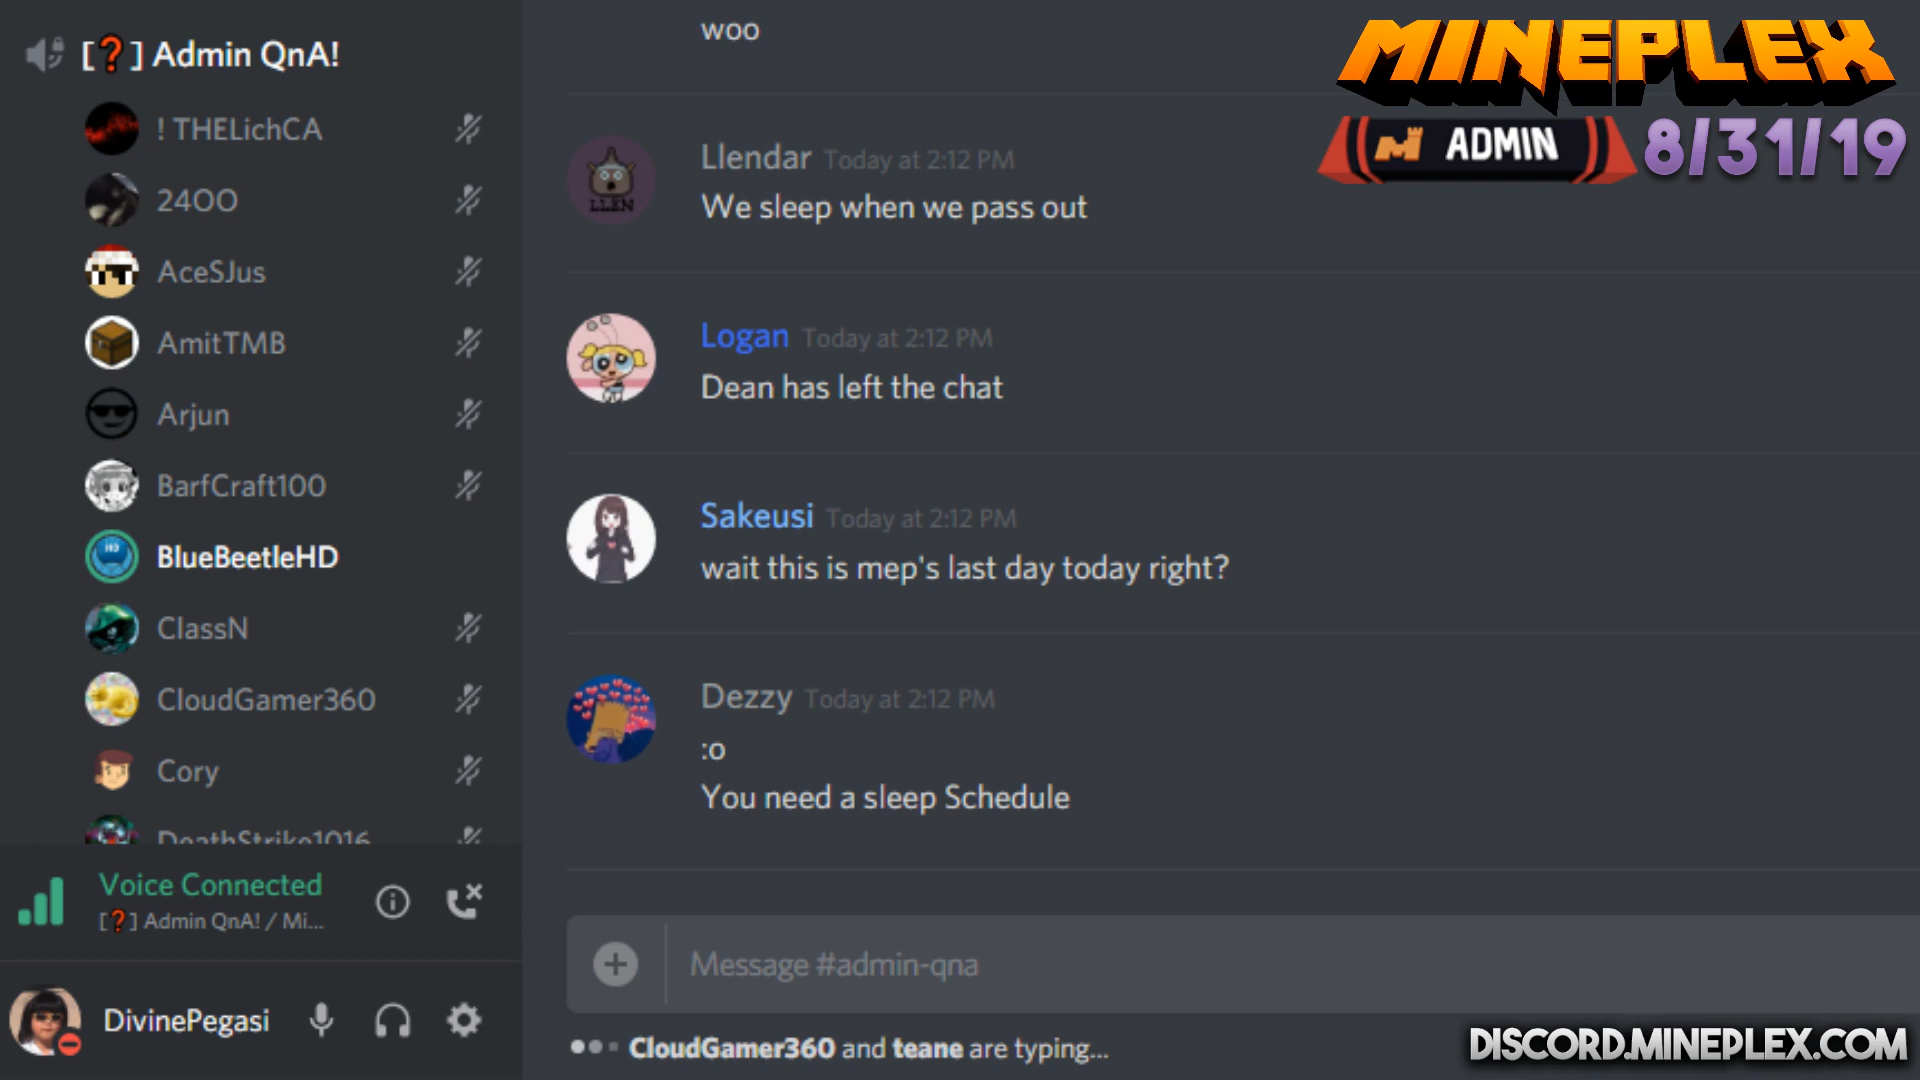 [❓] Admin QnA!
! THELichCA
24OO
AceSJus
AmitTMB
Arjun
BarfCraft100
BlueBeetleHD
ClassN
CloudGamer360
Cory
DeathStrike1016
Voice Connected
[❓] Admin QnA! / Mi...
DivinePegasi
woo
Llendar Today at 2:12 PM
We sleep when we pass out
Logan Today at 2:12 PM
Dean has left the chat
Sakeusi Today at 2:12 PM
wait this is mep's last day today right?
Dezzy Today at 2:12 PM
:o
You need a sleep Schedule
Message #admin-qna
CloudGamer360 and teane are typing...
MINEPLEX
ADMIN 8/31/19
DISCORD.MINEPLEX.COM
LLEN
HD